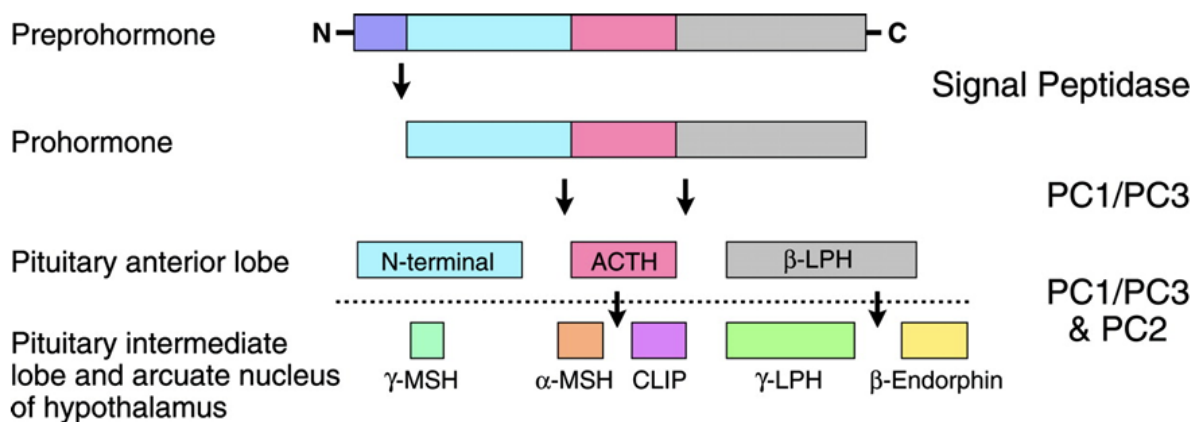 Preprohormone
N
C
Signal Peptidase
Prohormone
PC1/PC3
Pituitary anterior lobe
N-terminal
ACTH
β-LPH
PC1/PC3
& PC2
Pituitary intermediate
lobe and arcuate nucleus
of hypothalamus
γ-MSH
α-MSH
CLIP
γ-LPH
β-Endorphin